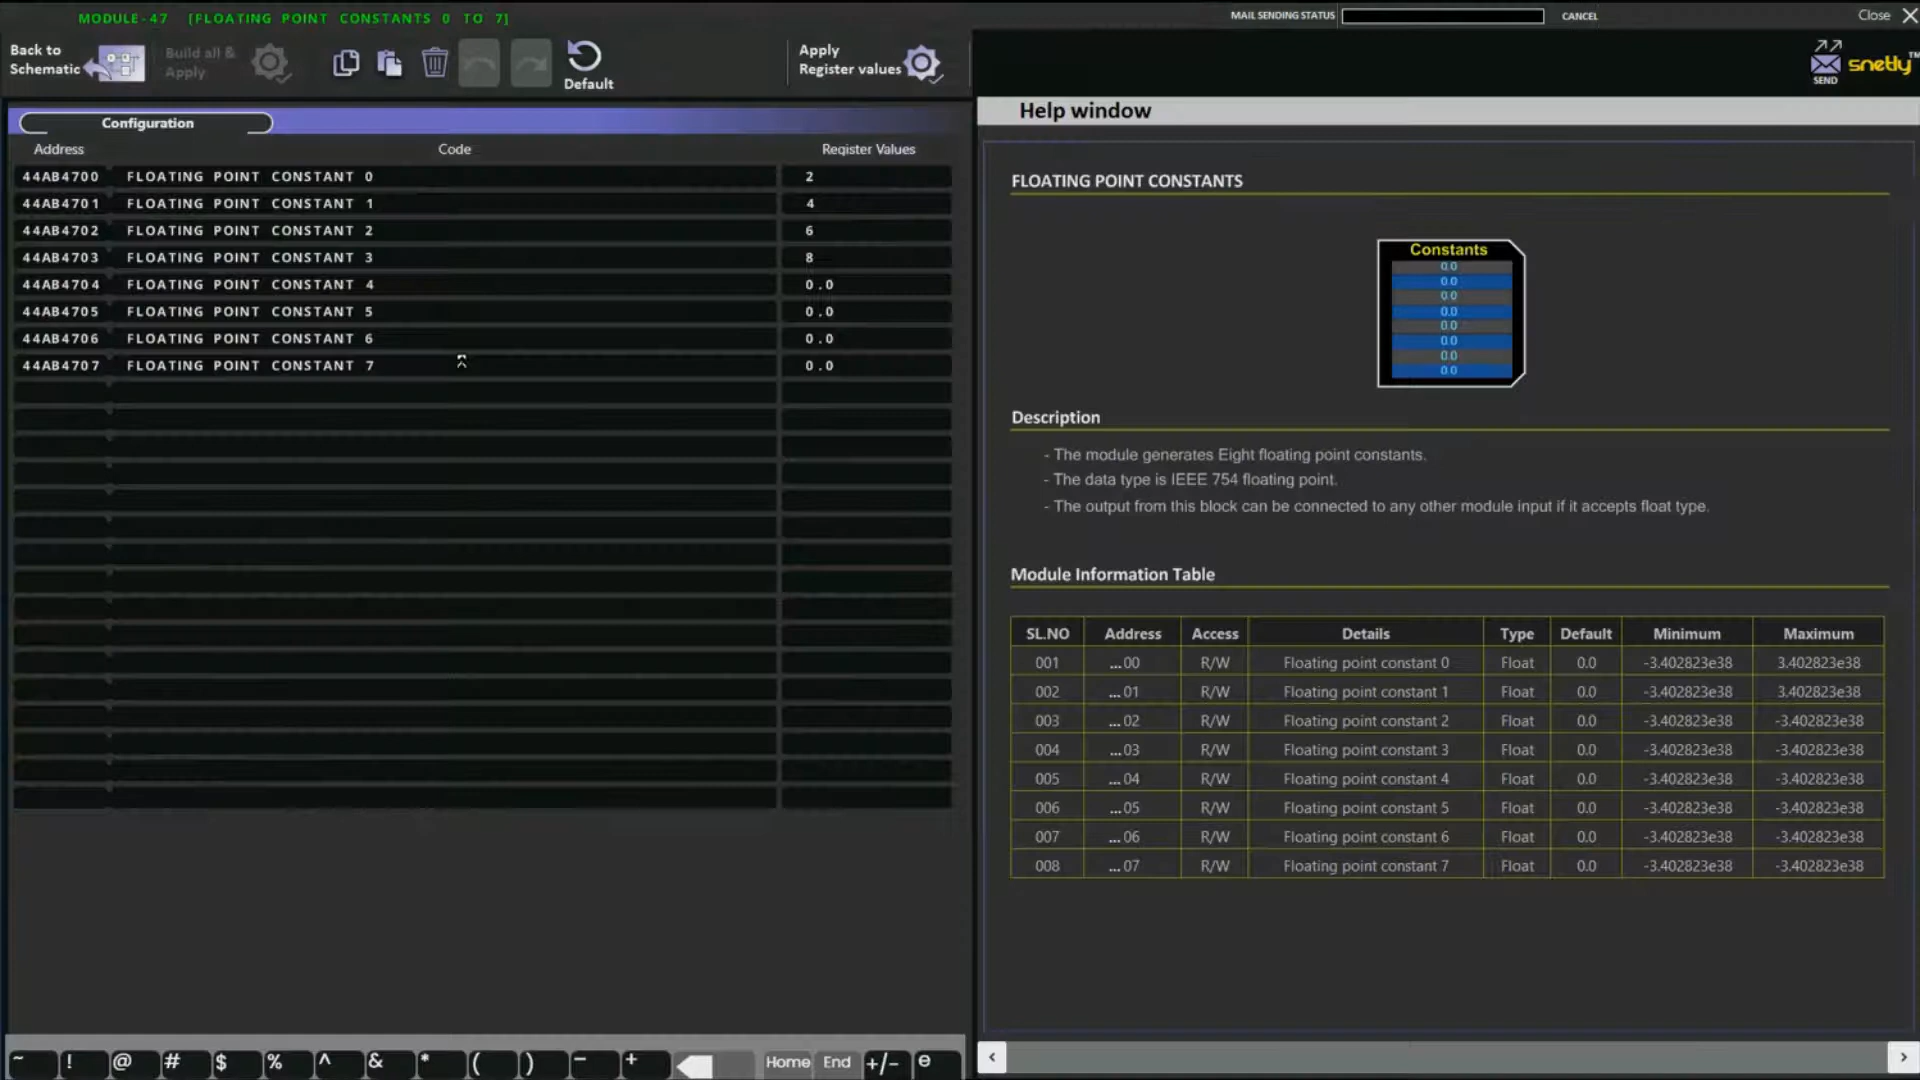 MODULE-47 [FLOATING POINT CONSTANTS 0 TO 7]
MAIL SENDING STATUS CANCEL Close
Back to Schematic
Build all & Apply
Default
Apply Register values
SEND
snetly™
Configuration
Address Code Register Values
44AB4700 FLOATING POINT CONSTANT 0 2
44AB4701 FLOATING POINT CONSTANT 1 4
44AB4702 FLOATING POINT CONSTANT 2 6
44AB4703 FLOATING POINT CONSTANT 3 8
44AB4704 FLOATING POINT CONSTANT 4 0.0
44AB4705 FLOATING POINT CONSTANT 5 0.0
44AB4706 FLOATING POINT CONSTANT 6 0.0
44AB4707 FLOATING POINT CONSTANT 7 0.0
~ ! @ # $ % ^ & * ( ) − + Home End +/− e
Help window
FLOATING POINT CONSTANTS
Constants
0.0
0.0
0.0
0.0
0.0
0.0
0.0
0.0
Description
- The module generates Eight floating point constants.
- The data type is IEEE 754 floating point.
- The output from this block can be connected to any other module input if it accepts float type.
Module Information Table
SL.NO Address Access Details Type Default Minimum Maximum
001 ...00 R/W Floating point constant 0 Float 0.0 -3.402823e38 3.402823e38
002 ...01 R/W Floating point constant 1 Float 0.0 -3.402823e38 3.402823e38
003 ...02 R/W Floating point constant 2 Float 0.0 -3.402823e38 -3.402823e38
004 ...03 R/W Floating point constant 3 Float 0.0 -3.402823e38 -3.402823e38
005 ...04 R/W Floating point constant 4 Float 0.0 -3.402823e38 -3.402823e38
006 ...05 R/W Floating point constant 5 Float 0.0 -3.402823e38 -3.402823e38
007 ...06 R/W Floating point constant 6 Float 0.0 -3.402823e38 -3.402823e38
008 ...07 R/W Floating point constant 7 Float 0.0 -3.402823e38 -3.402823e38